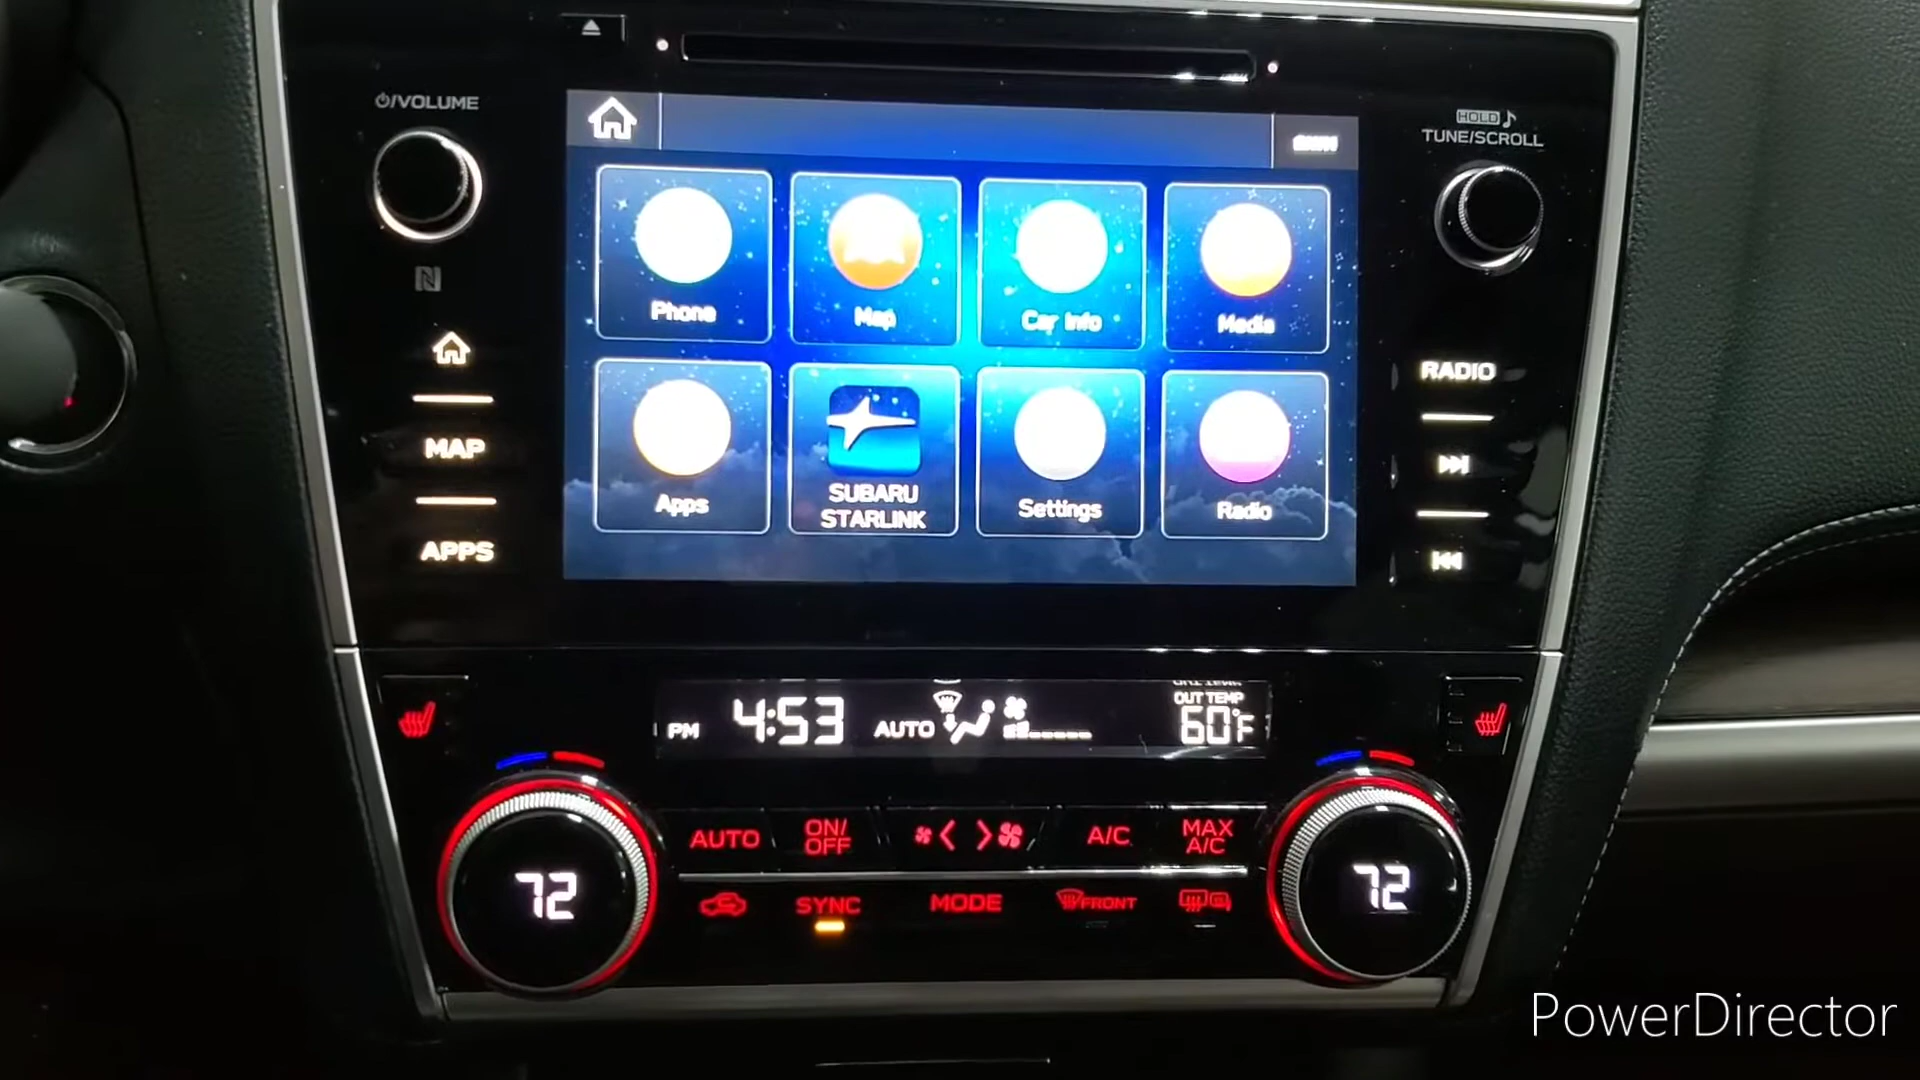 ⏻/VOLUME
HOLD ♪
TUNE/SCROLL
Phone
Map
Car Info
Media
Apps
SUBARU
STARLINK
Settings
Radio
MAP
APPS
RADIO
PM 4:53
AUTO
OUT TEMP
60°F
72
72
AUTO
ON/
OFF
A/C
MAX
A/C
SYNC
MODE
FRONT
PowerDirector